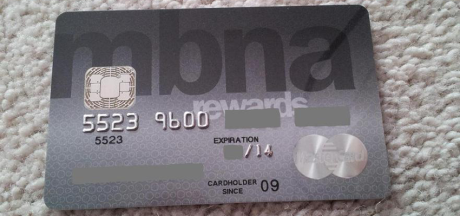 mbna
rewards
5523 9600
5523
EXPIRATION
/14
CARDHOLDER
SINCE 09